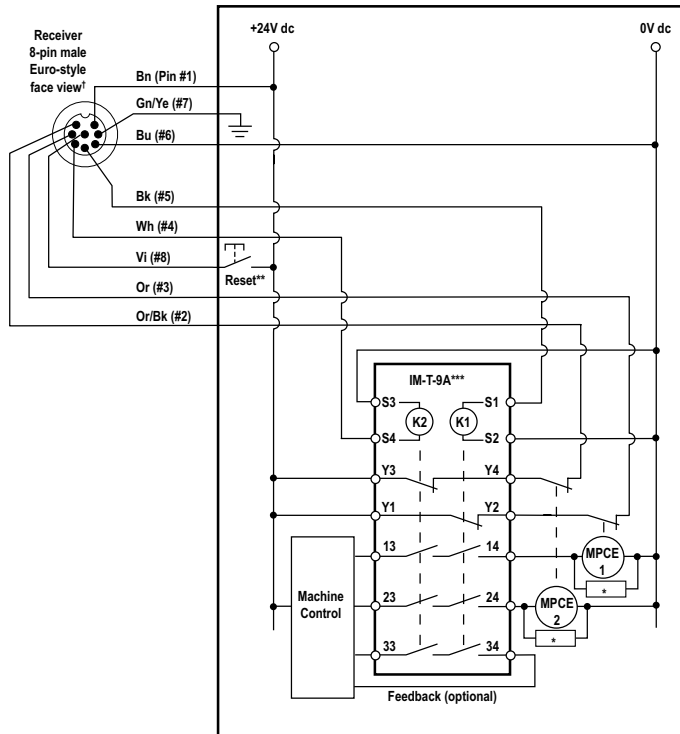 +24V dc
0V dc
Receiver
8-pin male
Euro-style
face view†
Bn (Pin #1)
Gn/Ye (#7)
Bu (#6)
Bk (#5)
Wh (#4)
Vi (#8)
Reset**
Or (#3)
Or/Bk (#2)
IM-T-9A***
S3
K2
K1
S1
S4
S2
Y3
Y4
Y1
Y2
13
14
MPCE
1
*
Machine
Control
23
24
MPCE
2
*
33
34
Feedback (optional)